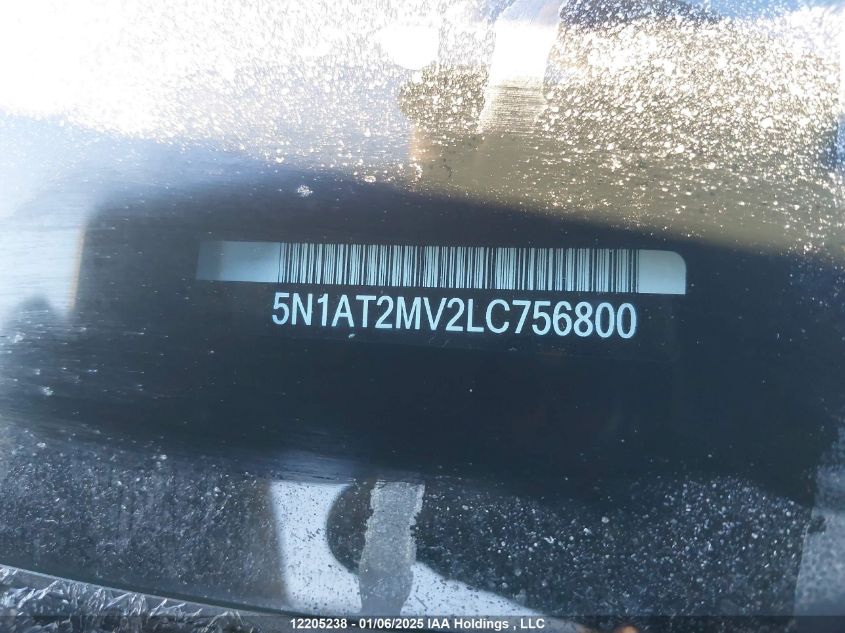 5N1AT2MV2LC756800
12205238 - 01/06/2025 IAA Holdings , LLC